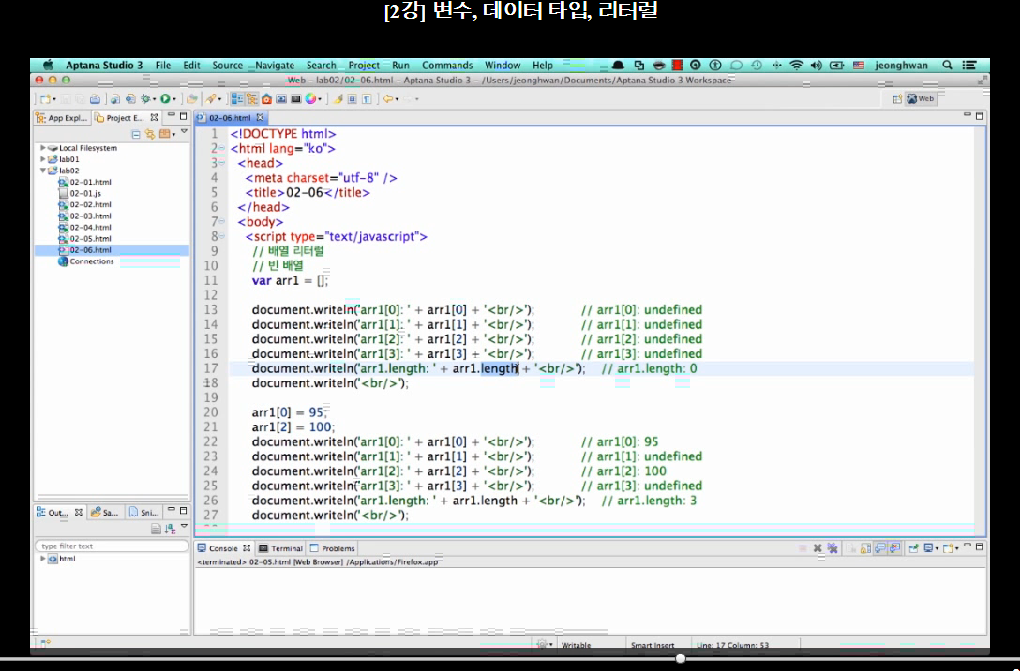 [2강] 변수, 데이터 타입, 리터럴
Aptana Studio 3 File Edit Source Navigate Search Project Run Commands Window Help jeonghwan
Web - lab02/02-06.html - Aptana Studio 3 - /Users/jeonghwan/Documents/Aptana Studio 3 Workspace
Web
App Expl... Project E...
Local Filesystem
lab01
lab02
02-01.html
02-01.js
02-02.html
02-03.html
02-04.html
02-05.html
02-06.html
Connections
02-06.html
1 <!DOCTYPE html>
2 <html lang="ko">
3 <head>
4 <meta charset="utf-8" />
5 <title>02-06</title>
6 </head>
7 <body>
8 <script type="text/javascript">
9 // 배열 리터럴
10 // 빈 배열
11 var arr1 = [];
12
13 document.writeln('arr1[0]: ' + arr1[0] + '<br/>'); // arr1[0]: undefined
14 document.writeln('arr1[1]: ' + arr1[1] + '<br/>'); // arr1[1]: undefined
15 document.writeln('arr1[2]: ' + arr1[2] + '<br/>'); // arr1[2]: undefined
16 document.writeln('arr1[3]: ' + arr1[3] + '<br/>'); // arr1[3]: undefined
17 document.writeln('arr1.length: ' + arr1.length + '<br/>'); // arr1.length: 0
18 document.writeln('<br/>');
19
20 arr1[0] = 95;
21 arr1[2] = 100;
22 document.writeln('arr1[0]: ' + arr1[0] + '<br/>'); // arr1[0]: 95
23 document.writeln('arr1[1]: ' + arr1[1] + '<br/>'); // arr1[1]: undefined
24 document.writeln('arr1[2]: ' + arr1[2] + '<br/>'); // arr1[2]: 100
25 document.writeln('arr1[3]: ' + arr1[3] + '<br/>'); // arr1[3]: undefined
26 document.writeln('arr1.length: ' + arr1.length + '<br/>'); // arr1.length: 3
27 document.writeln('<br/>');
Out... Sa... Sni...
type filter text
html
Console Terminal Problems
<terminated> 02-05.html [Web Browser] /Applications/Firefox.app
Writable Smart Insert Line: 17 Column: 53